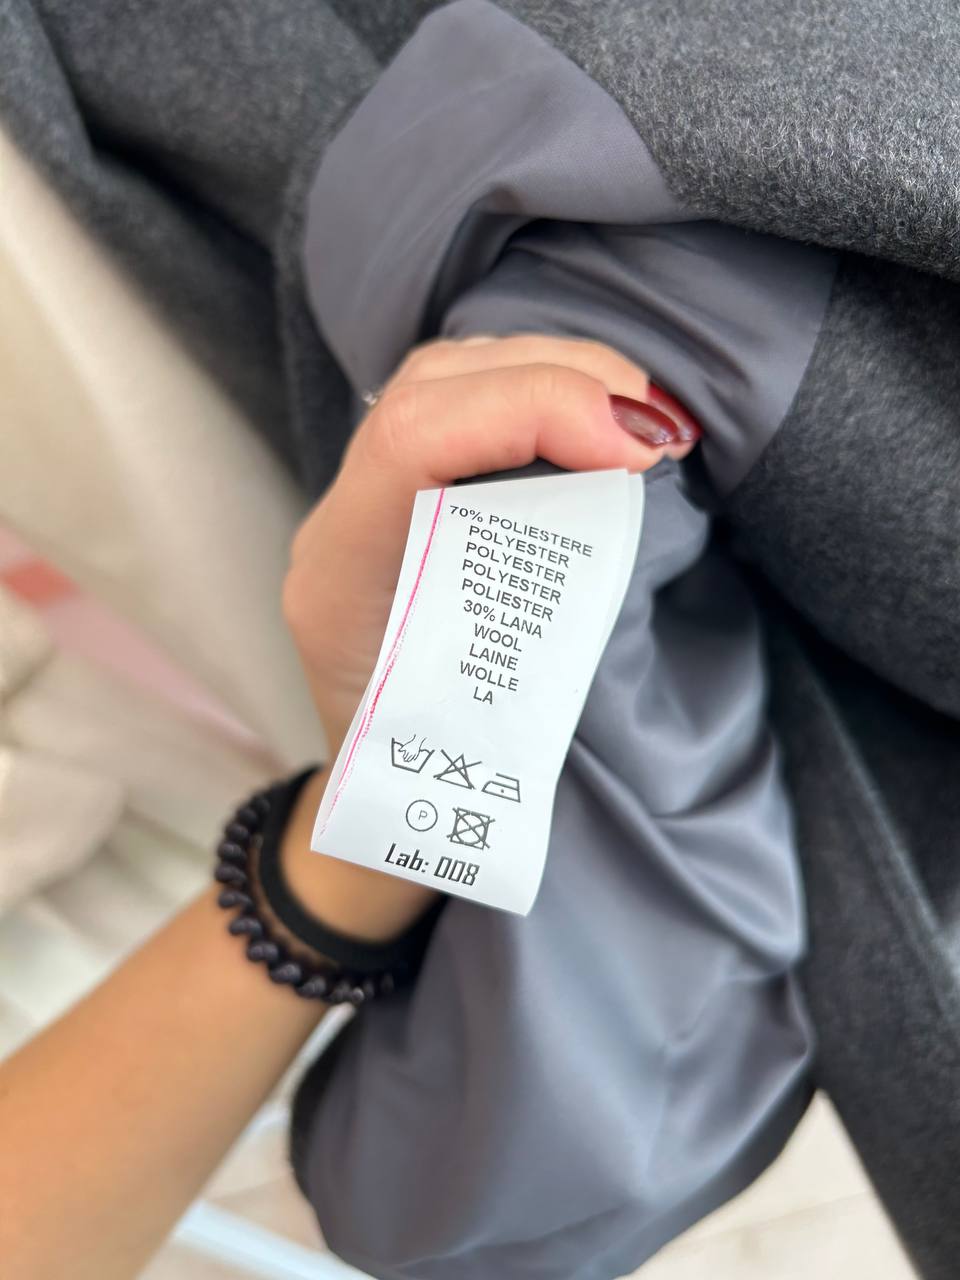 70% POLIESTERE
POLYESTER
POLYESTER
POLYESTER
POLIESTER
30% LANA
WOOL
LAINE
WOLLE
LA
P
Lab: 008